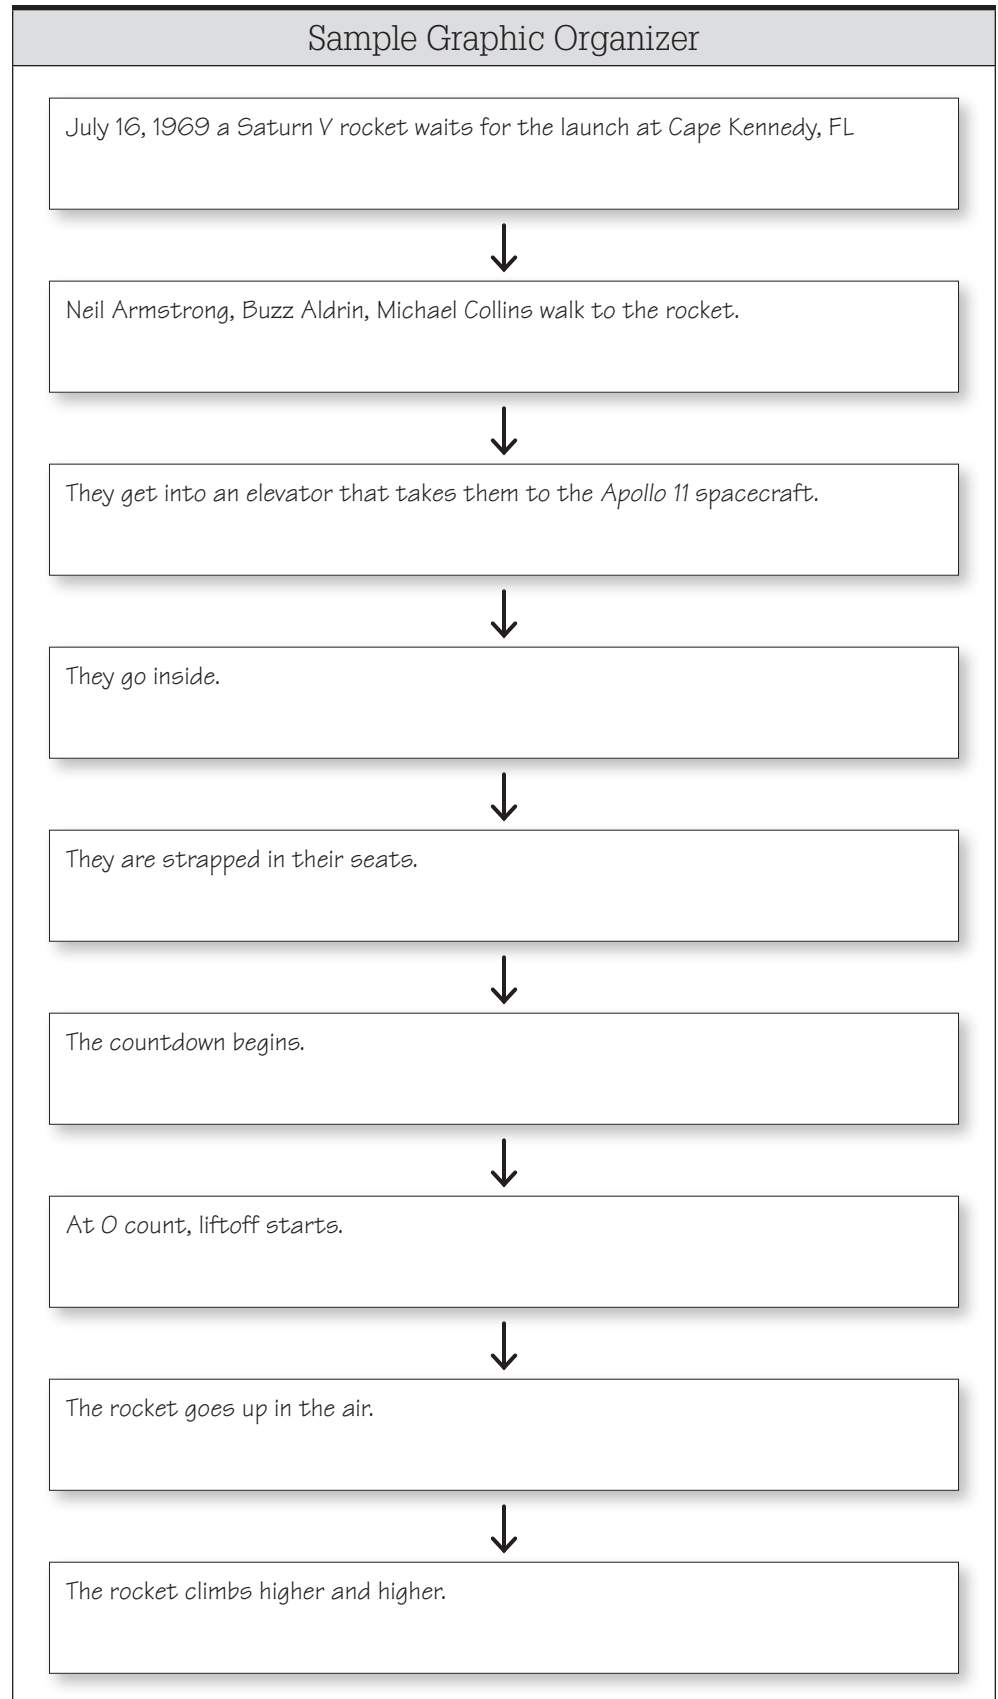 Sample Graphic Organizer
July 16, 1969 a Saturn V rocket waits for the launch at Cape Kennedy, FL
Neil Armstrong, Buzz Aldrin, Michael Collins walk to the rocket.
They get into an elevator that takes them to the Apollo 11 spacecraft.
They go inside.
They are strapped in their seats.
The countdown begins.
At 0 count, liftoff starts.
The rocket goes up in the air.
The rocket climbs higher and higher.